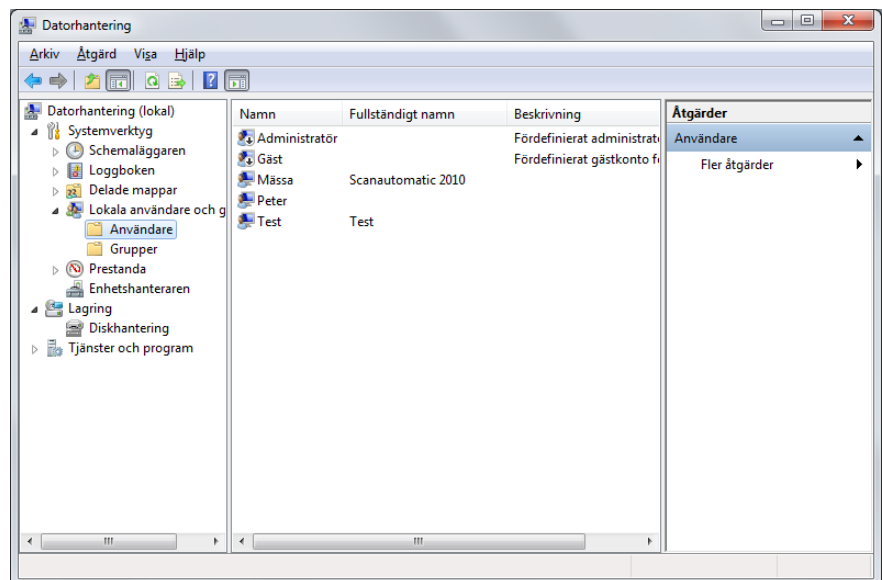 Datorhantering
Arkiv Åtgärd Visa Hjälp
Datorhantering (lokal)
Systemverktyg
Schemaläggaren
Loggboken
Delade mappar
Lokala användare och g
Användare
Grupper
Prestanda
Enhetshanteraren
Lagring
Diskhantering
Tjänster och program
Namn Fullständigt namn Beskrivning
Administratör Fördefinierat administrat
Gäst Fördefinierat gästkonto f
Mässa Scanautomatic 2010
Peter
Test Test
Åtgärder
Användare
Fler åtgärder